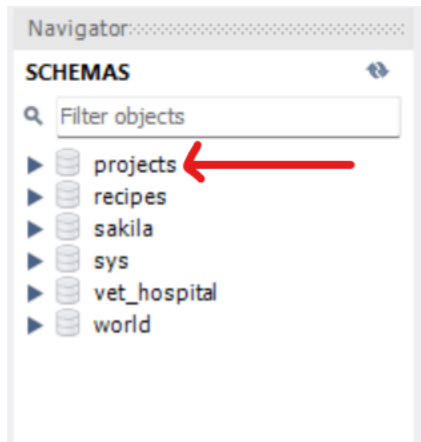 Navigator
SCHEMAS
Filter objects
projects
recipes
sakila
sys
vet_hospital
world